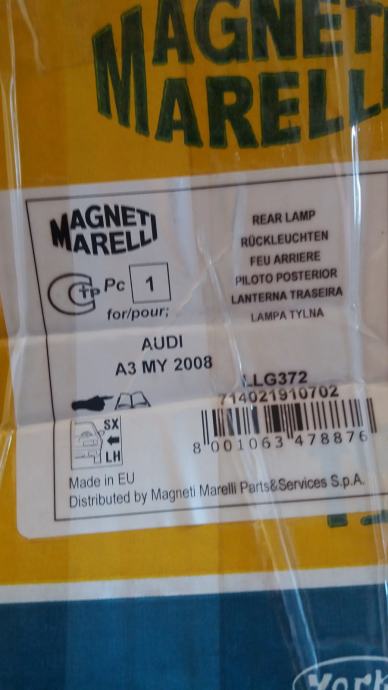 MAGNETI
MARELLI
MAGNETI
MARELLI
Pc 1
for/pour;
AUDI
A3 MY 2008
REAR LAMP
RÜCKLEUCHTEN
FEU ARRIERE
PILOTO POSTERIOR
LANTERNA TRASEIRA
LAMPA TYLNA
LLG372
714021910702
8 001063 478876
SX
LH
Made in EU
Distributed by Magneti Marelli Parts&Services S.p.A.